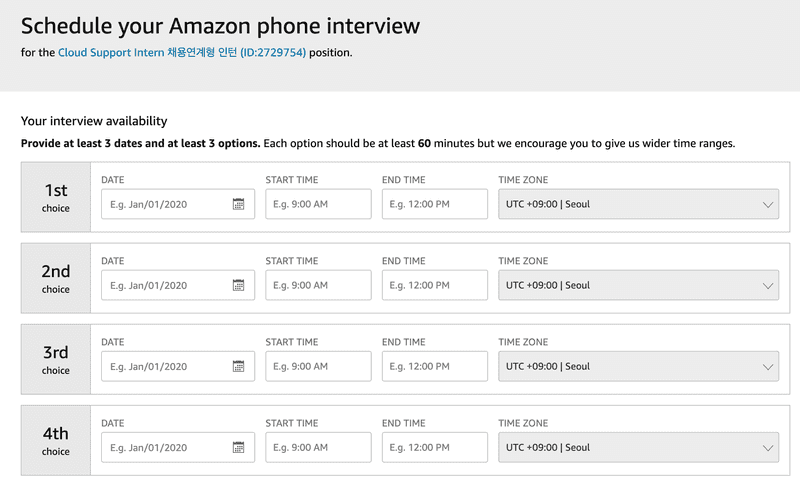 Schedule your Amazon phone interview
for the Cloud Support Intern 채용연계형 인턴 (ID:2729754) position.
Your interview availability
Provide at least 3 dates and at least 3 options. Each option should be at least 60 minutes but we encourage you to give us wider time ranges.
1st
choice
DATE
E.g. Jan/01/2020
START TIME
E.g. 9:00 AM
END TIME
E.g. 12:00 PM
TIME ZONE
UTC +09:00 | Seoul
2nd
choice
DATE
E.g. Jan/01/2020
START TIME
E.g. 9:00 AM
END TIME
E.g. 12:00 PM
TIME ZONE
UTC +09:00 | Seoul
3rd
choice
DATE
E.g. Jan/01/2020
START TIME
E.g. 9:00 AM
END TIME
E.g. 12:00 PM
TIME ZONE
UTC +09:00 | Seoul
4th
choice
DATE
E.g. Jan/01/2020
START TIME
E.g. 9:00 AM
END TIME
E.g. 12:00 PM
TIME ZONE
UTC +09:00 | Seoul